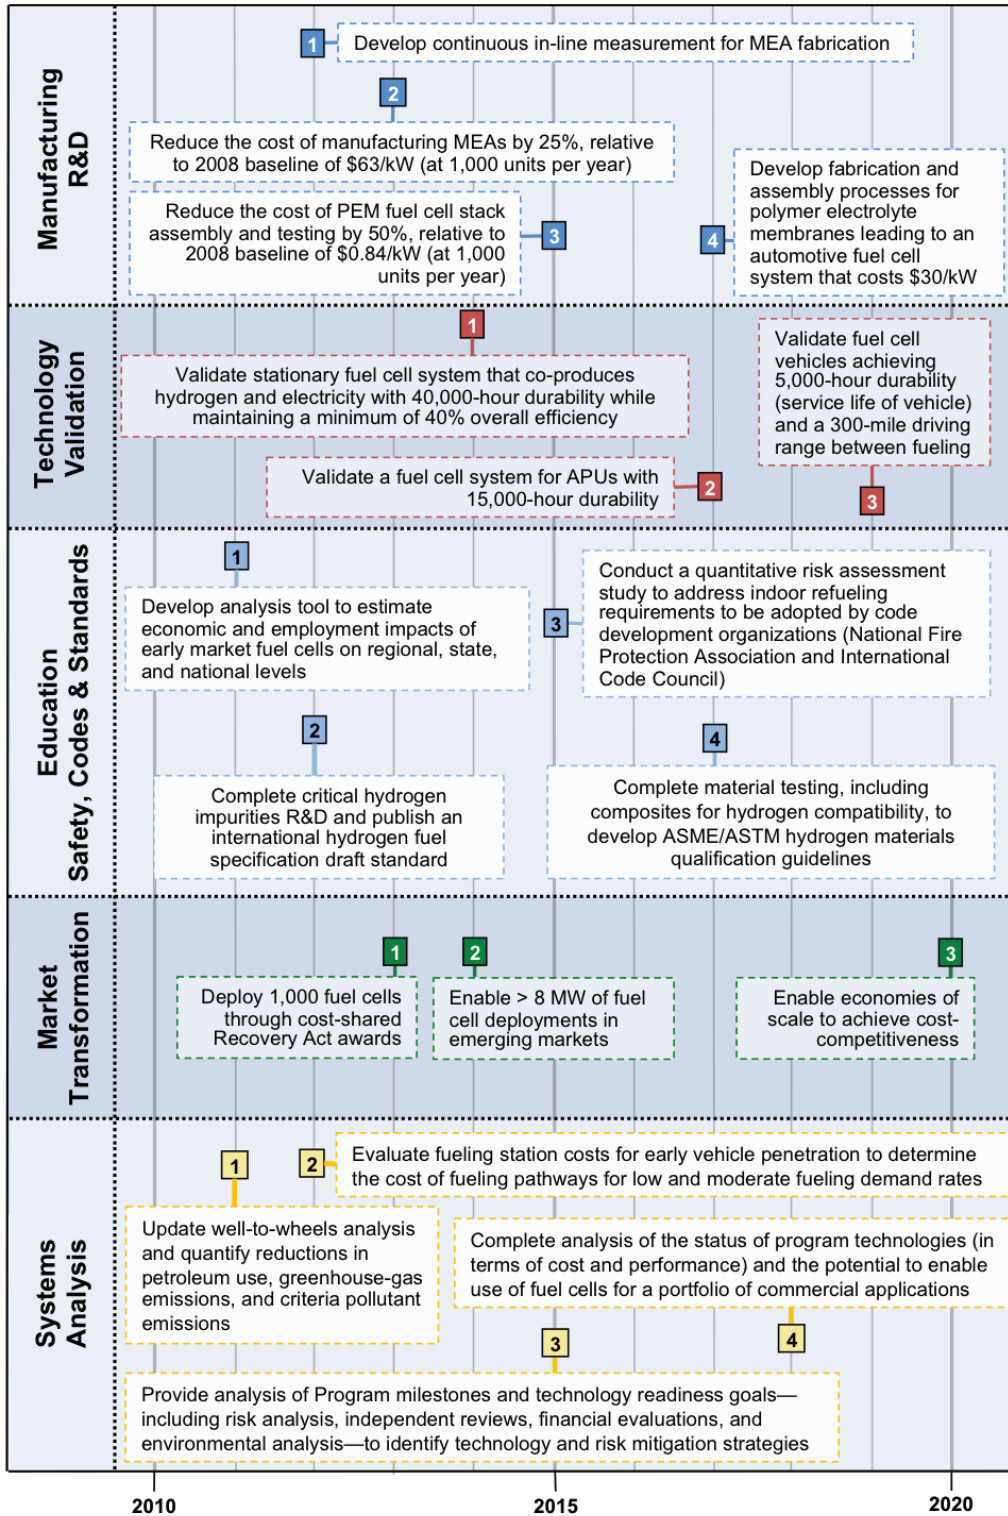 Manufacturing
R&D
1
Develop continuous in-line measurement for MEA fabrication
2
Reduce the cost of manufacturing MEAs by 25%, relative
to 2008 baseline of $63/kW (at 1,000 units per year)
Reduce the cost of PEM fuel cell stack
assembly and testing by 50%, relative to
2008 baseline of $0.84/kW (at 1,000
units per year)
3
4
Develop fabrication and
assembly processes for
polymer electrolyte
membranes leading to an
automotive fuel cell
system that costs $30/kW
Technology
Validation
1
Validate stationary fuel cell system that co-produces
hydrogen and electricity with 40,000-hour durability while
maintaining a minimum of 40% overall efficiency
Validate a fuel cell system for APUs with
15,000-hour durability
2
Validate fuel cell
vehicles achieving
5,000-hour durability
(service life of vehicle)
and a 300-mile driving
range between fueling
3
Education
Safety, Codes & Standards
1
Develop analysis tool to estimate
economic and employment impacts of
early market fuel cells on regional, state,
and national levels
2
Complete critical hydrogen
impurities R&D and publish an
international hydrogen fuel
specification draft standard
3
Conduct a quantitative risk assessment
study to address indoor refueling
requirements to be adopted by code
development organizations (National Fire
Protection Association and International
Code Council)
4
Complete material testing, including
composites for hydrogen compatibility, to
develop ASME/ASTM hydrogen materials
qualification guidelines
Market
Transformation
1
Deploy 1,000 fuel cells
through cost-shared
Recovery Act awards
2
Enable > 8 MW of fuel
cell deployments in
emerging markets
3
Enable economies of
scale to achieve cost-
competitiveness
Systems
Analysis
1
Update well-to-wheels analysis
and quantify reductions in
petroleum use, greenhouse-gas
emissions, and criteria pollutant
emissions
2
Evaluate fueling station costs for early vehicle penetration to determine
the cost of fueling pathways for low and moderate fueling demand rates
Complete analysis of the status of program technologies (in
terms of cost and performance) and the potential to enable
use of fuel cells for a portfolio of commercial applications
4
3
Provide analysis of Program milestones and technology readiness goals—
including risk analysis, independent reviews, financial evaluations, and
environmental analysis—to identify technology and risk mitigation strategies
2010
2015
2020